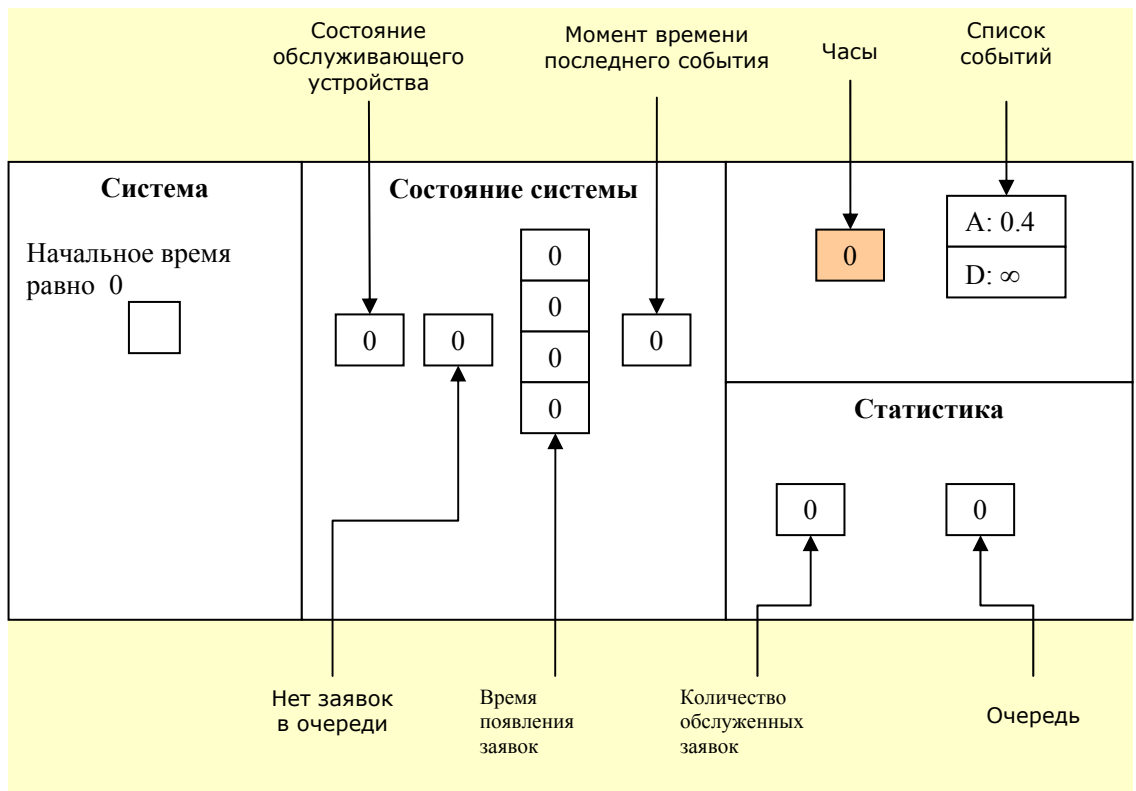 Состояние
обслуживающего
устройства
Момент времени
последнего события
Часы
Список
событий
Система
Начальное время
равно 0
Состояние системы
0
0
0
0
0
0
0
0
A: 0.4
D: ∞
Статистика
0
0
Нет заявок
в очереди
Время
появления
заявок
Количество
обслуженных
заявок
Очередь